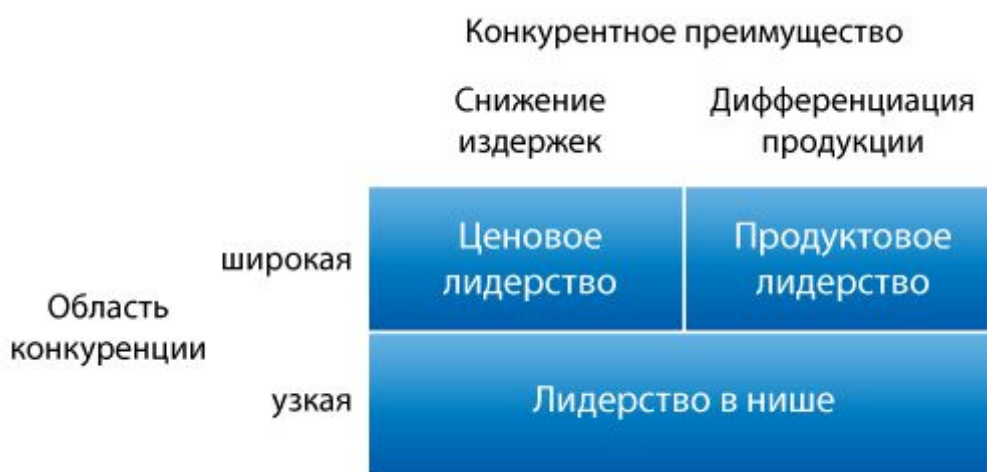 Конкурентное преимущество
Снижение
издержек
Дифференциация
продукции
Ценовое
лидерство
Продуктовое
лидерство
широкая
Область
конкуренции
узкая
Лидерство в нише